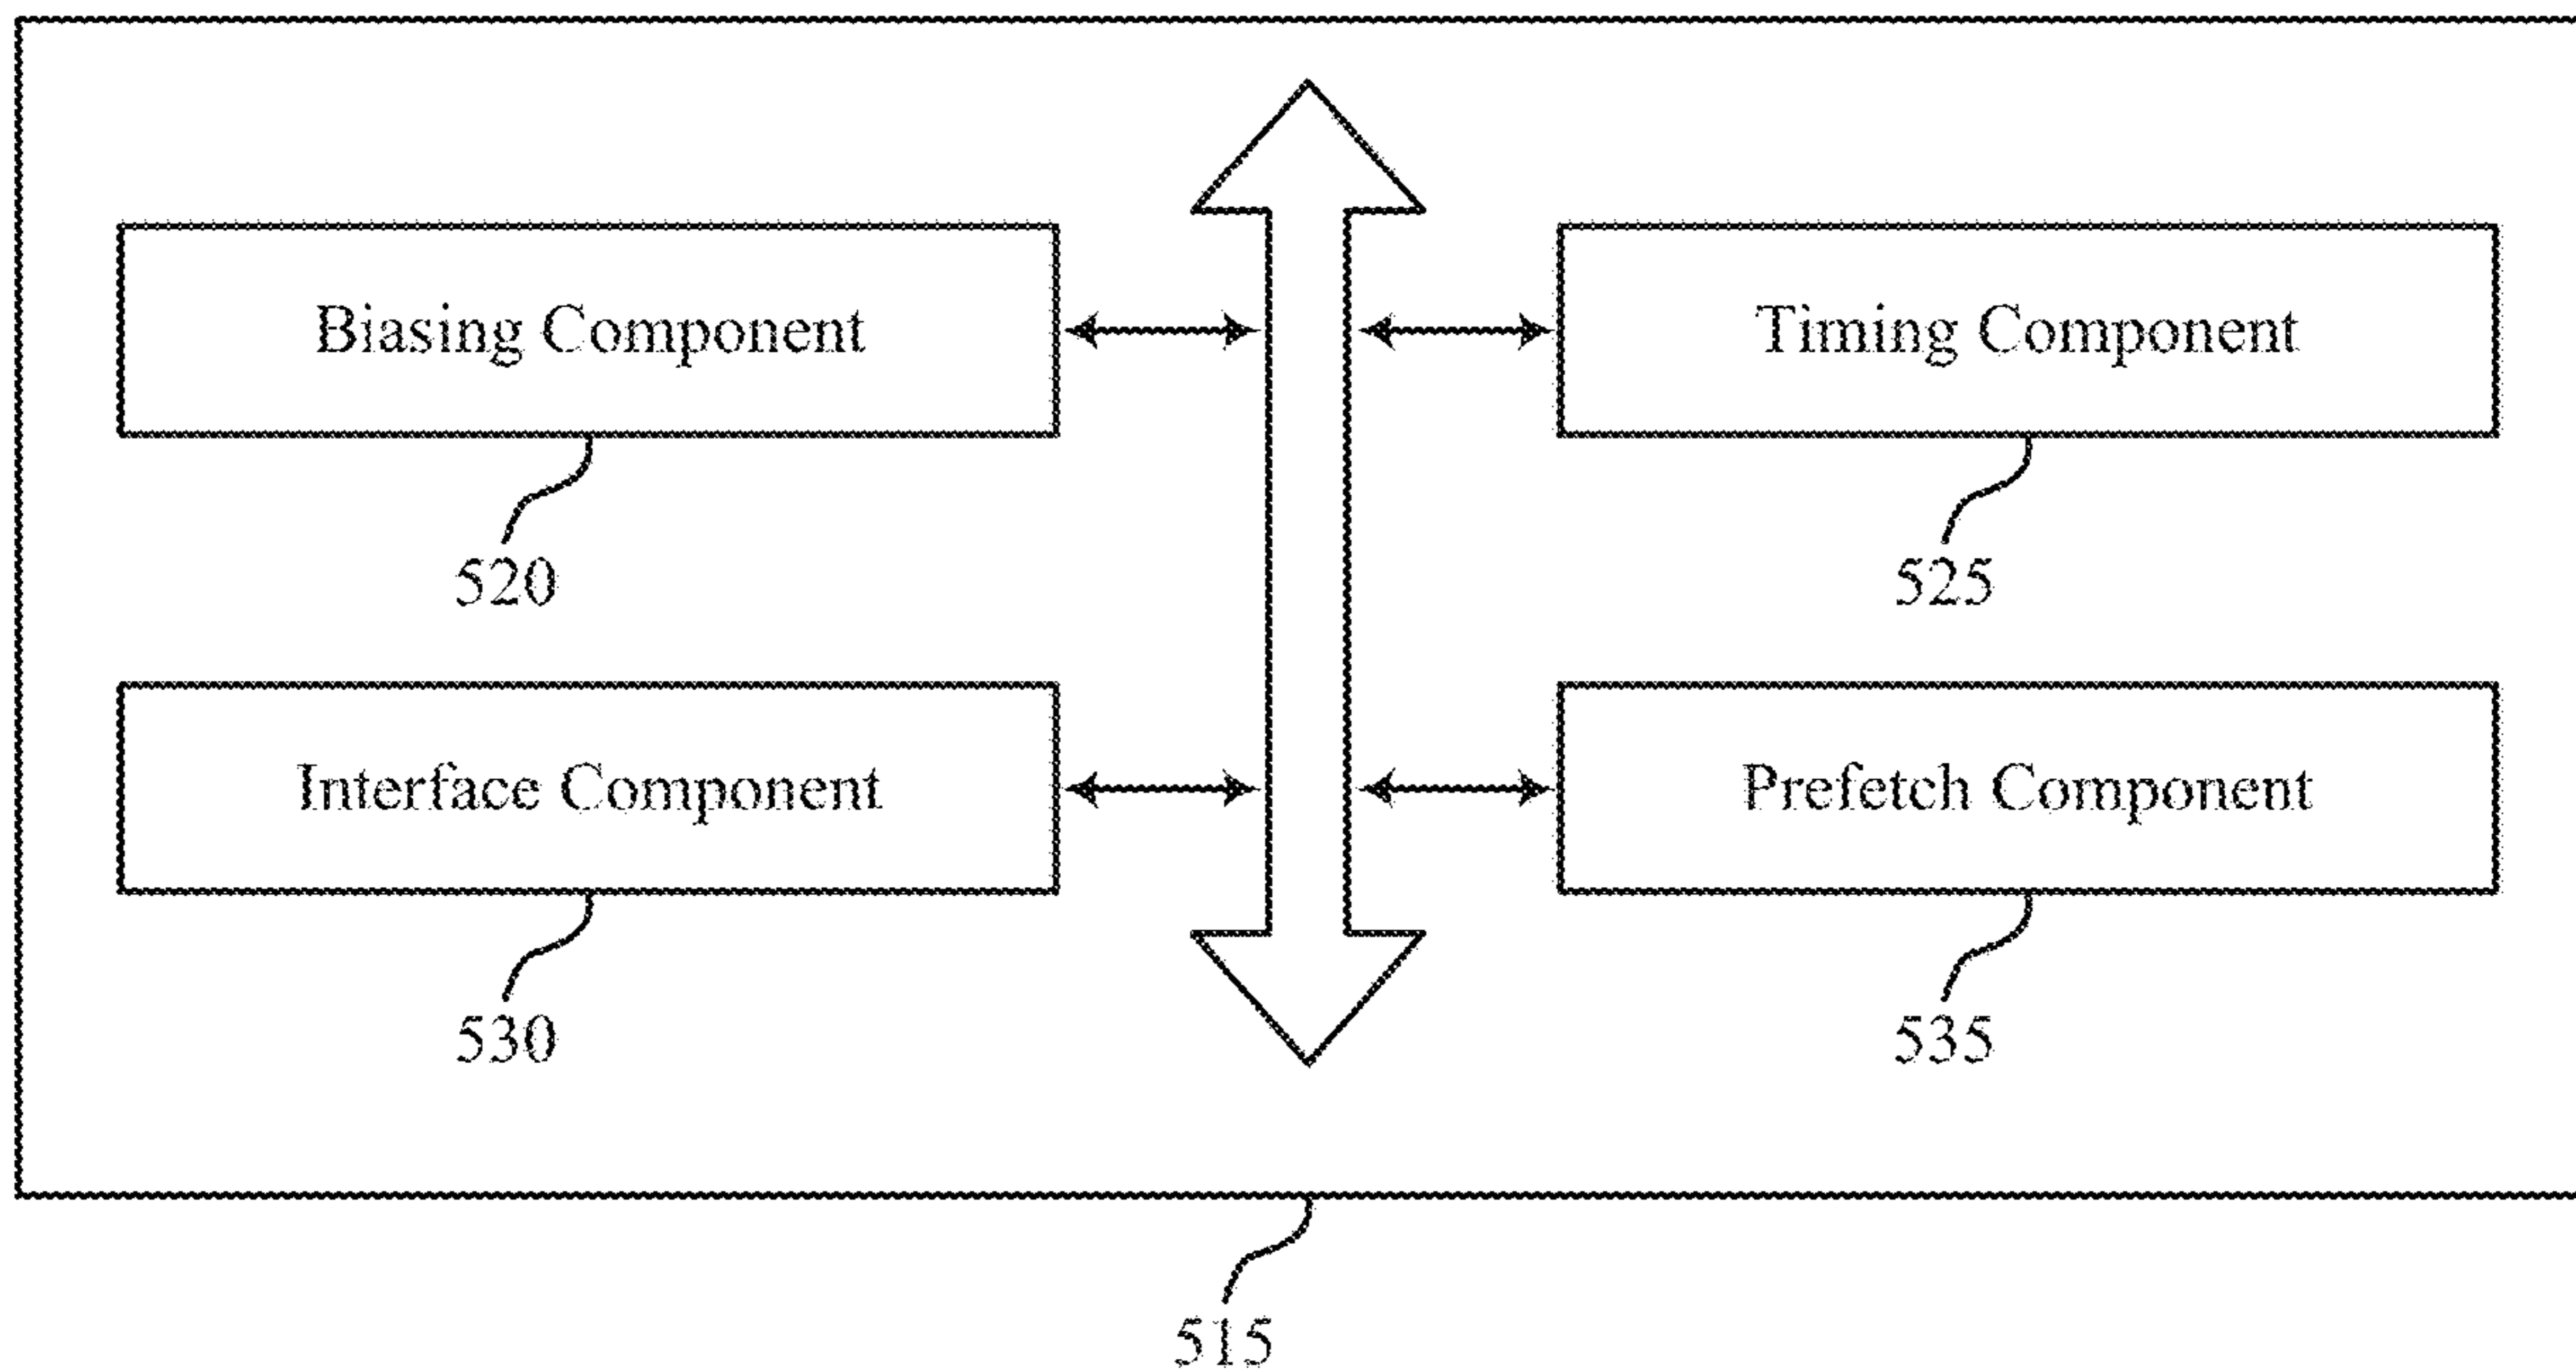 Biasing Component
Timing Component
520
525
Interface Component
Prefetch Component
530
535
515